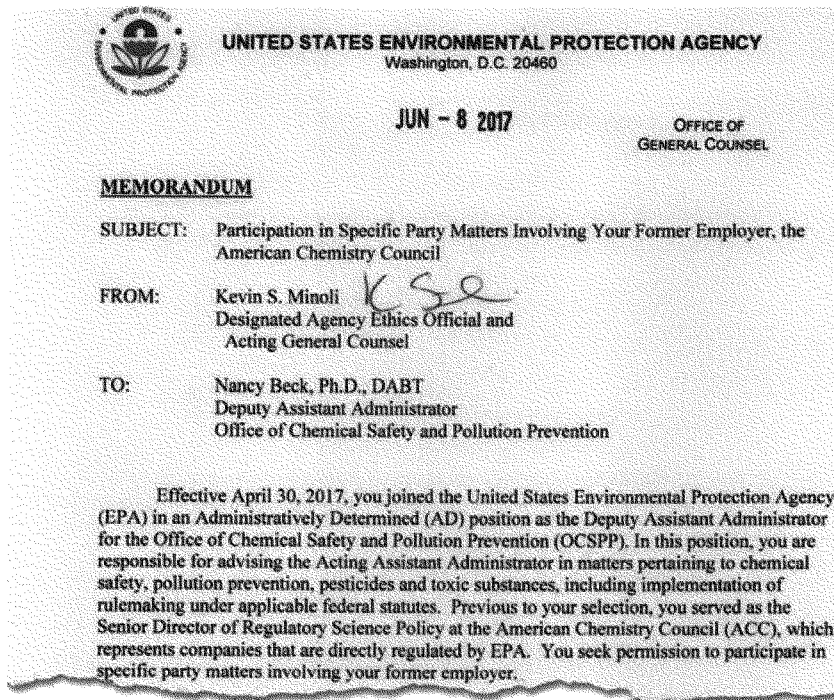 UNITED STATES ENVIRONMENTAL PROTECTION AGENCY
Washington, D.C. 20460
JUN - 8 2017
OFFICE OF
GENERAL COUNSEL
MEMORANDUM
SUBJECT: Participation in Specific Party Matters Involving Your Former Employer, the
American Chemistry Council
FROM: Kevin S. Minoli
Designated Agency Ethics Official and
Acting General Counsel
TO: Nancy Beck, Ph.D., DABT
Deputy Assistant Administrator
Office of Chemical Safety and Pollution Prevention
Effective April 30, 2017, you joined the United States Environmental Protection Agency
(EPA) in an Administratively Determined (AD) position as the Deputy Assistant Administrator
for the Office of Chemical Safety and Pollution Prevention (OCSPP). In this position, you are
responsible for advising the Acting Assistant Administrator in matters pertaining to chemical
safety, pollution prevention, pesticides and toxic substances, including implementation of
rulemaking under applicable federal statutes. Previous to your selection, you served as the
Senior Director of Regulatory Science Policy at the American Chemistry Council (ACC), which
represents companies that are directly regulated by EPA. You seek permission to participate in
specific party matters involving your former employer.